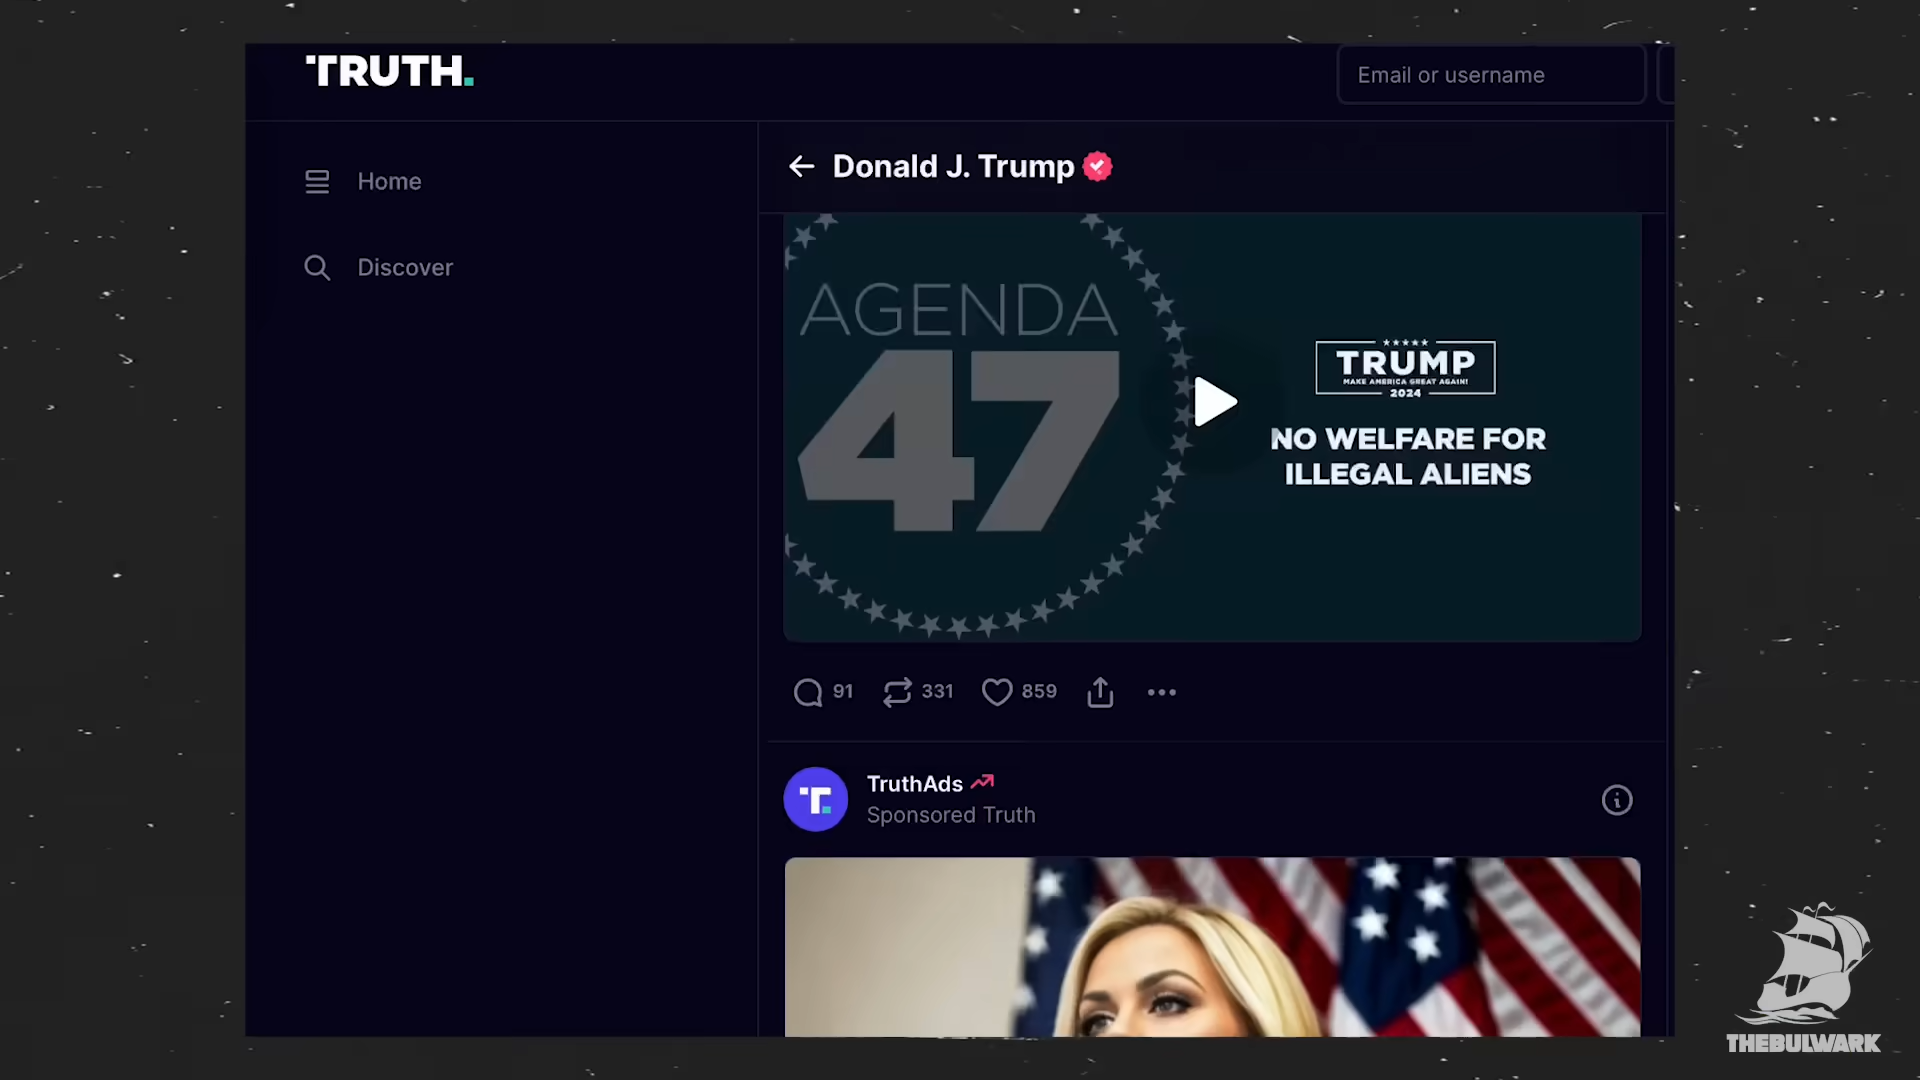 TRUTH.
Email or username
Home
Discover
Donald J. Trump
AGENDA
47
TRUMP
MAKE AMERICA GREAT AGAIN!
2024
NO WELFARE FOR
ILLEGAL ALIENS
91
331
859
T.
TruthAds
Sponsored Truth
THEBULWARK